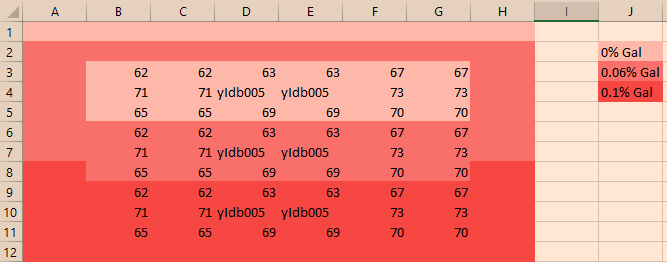 A B C D E F G H I J
1
2 0% Gal
3 62 62 63 63 67 67 0.06% Gal
4 71 71 yIdb005 yIdb005 73 73 0.1% Gal
5 65 65 69 69 70 70
6 62 62 63 63 67 67
7 71 71 yIdb005 yIdb005 73 73
8 65 65 69 69 70 70
9 62 62 63 63 67 67
10 71 71 yIdb005 yIdb005 73 73
11 65 65 69 69 70 70
12